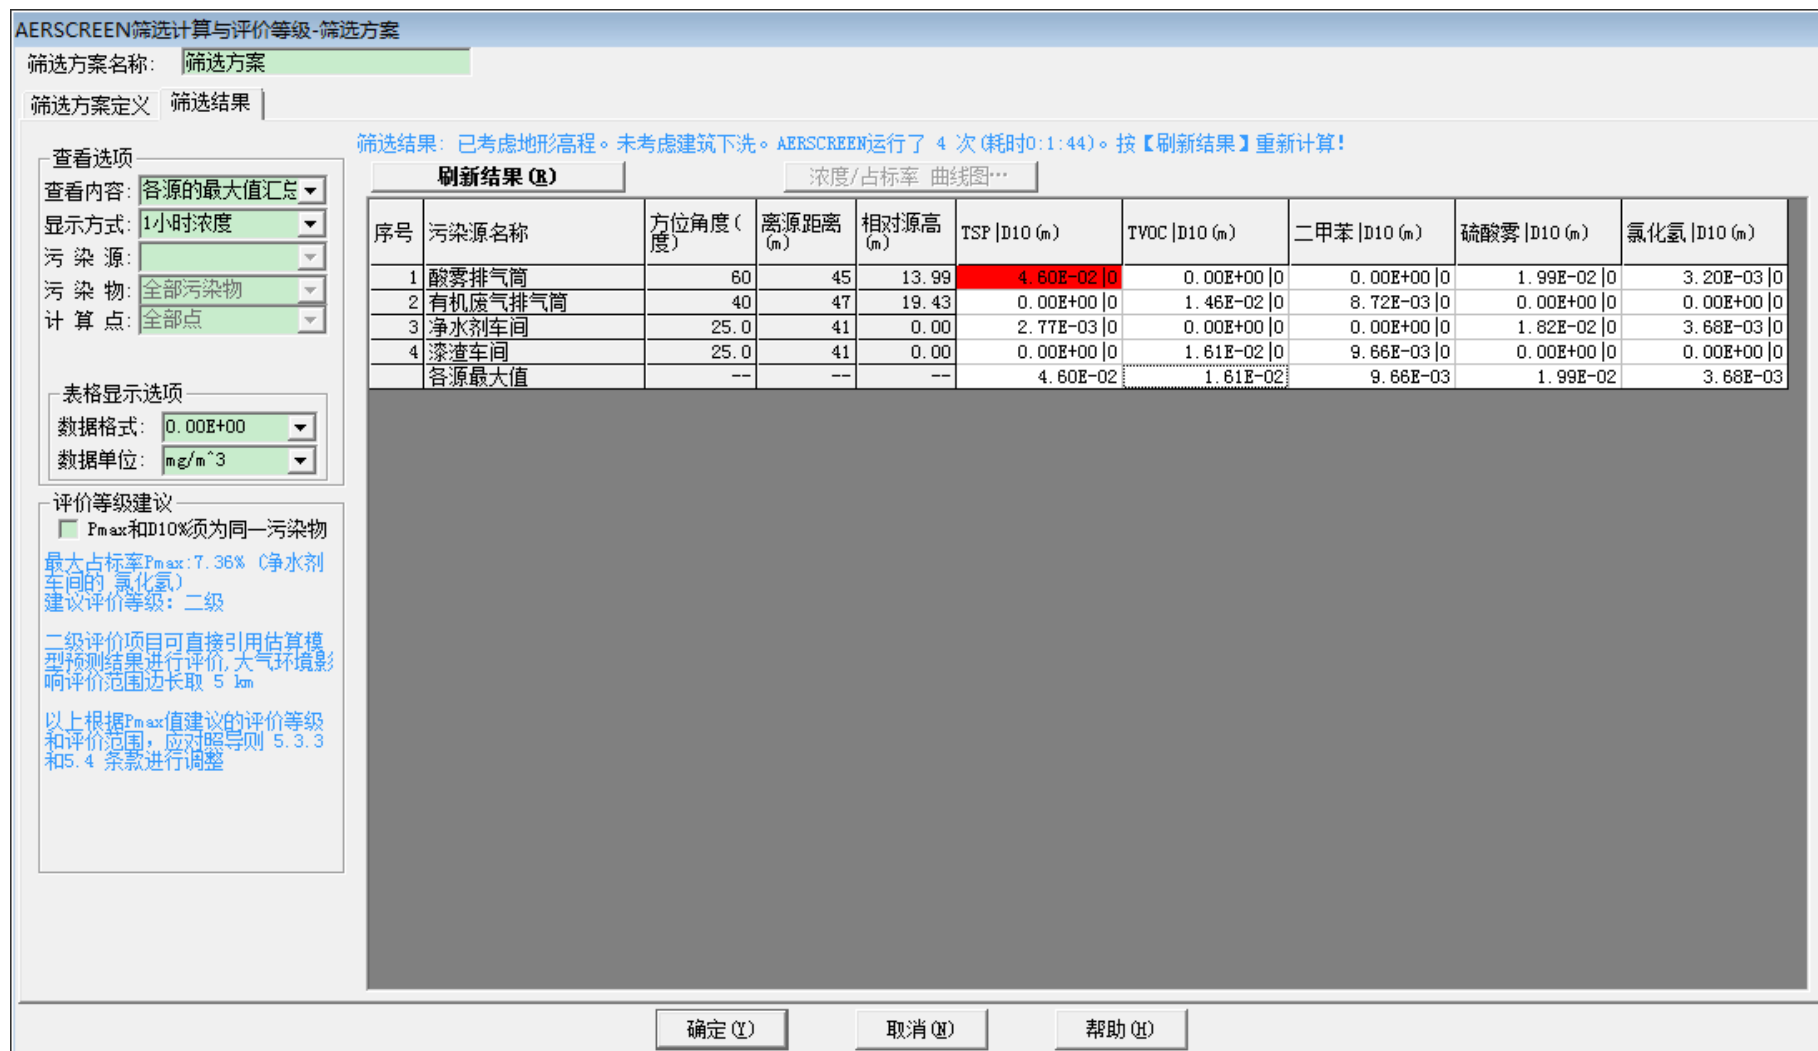 AERSCREEN筛选计算与评价等级-筛选方案
筛选方案名称: 筛选方案
筛选方案定义 筛选结果
筛选结果: 已考虑地形高程。未考虑建筑下洗。AERSCREEN运行了 4 次(耗时0:1:44)。按【刷新结果】重新计算!
查看选项
查看内容: 各源的最大值汇总
显示方式: 1小时浓度
污 染 源:
污 染 物: 全部污染物
计 算 点: 全部点
表格显示选项
数据格式: 0.00E+00
数据单位: mg/m^3
评价等级建议
Pmax和D10%须为同一污染物
最大占标率Pmax:7.36% (净水剂
车间的 氯化氢)
建议评价等级: 二级
二级评价项目可直接引用估算模
型预测结果进行评价,大气环境影
响评价范围边长取 5 km
以上根据Pmax值建议的评价等级
和评价范围, 应对照导则 5.3.3
和5.4 条款进行调整
刷新结果(R) 浓度/占标率 曲线图…
序号 污染源名称 方位角度(度) 离源距离(m) 相对源高(m) TSP|D10(m) TVOC|D10(m) 二甲苯|D10(m) 硫酸雾|D10(m) 氯化氢|D10(m)
1 酸雾排气筒 60 45 13.99 4.60E-02|0 0.00E+00|0 0.00E+00|0 1.99E-02|0 3.20E-03|0
2 有机废气排气筒 40 47 19.43 0.00E+00|0 1.46E-02|0 8.72E-03|0 0.00E+00|0 0.00E+00|0
3 净水剂车间 25.0 41 0.00 2.77E-03|0 0.00E+00|0 0.00E+00|0 1.82E-02|0 3.68E-03|0
4 漆渣车间 25.0 41 0.00 0.00E+00|0 1.61E-02|0 9.66E-03|0 0.00E+00|0 0.00E+00|0
各源最大值 -- -- -- 4.60E-02 1.61E-02 9.66E-03 1.99E-02 3.68E-03
确定(Y) 取消(N) 帮助(H)